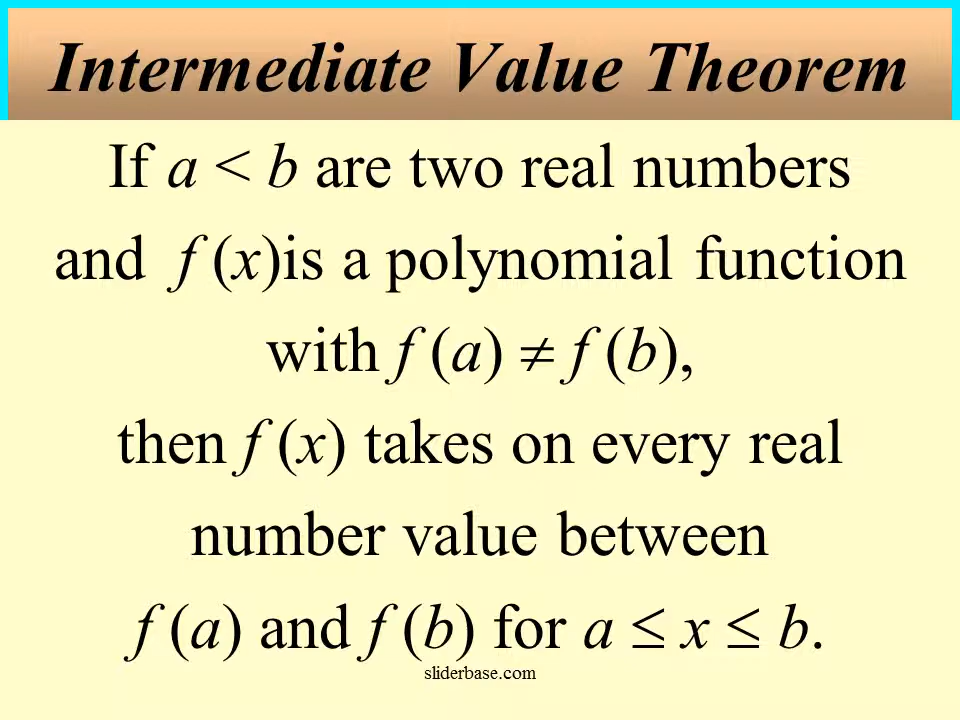 Intermediate Value Theorem
If a < b are two real numbers
and f (x)is a polynomial function
with f (a) ≠ f (b),
then f (x) takes on every real
number value between
f (a) and f (b) for a ≤ x ≤ b.
sliderbase.com